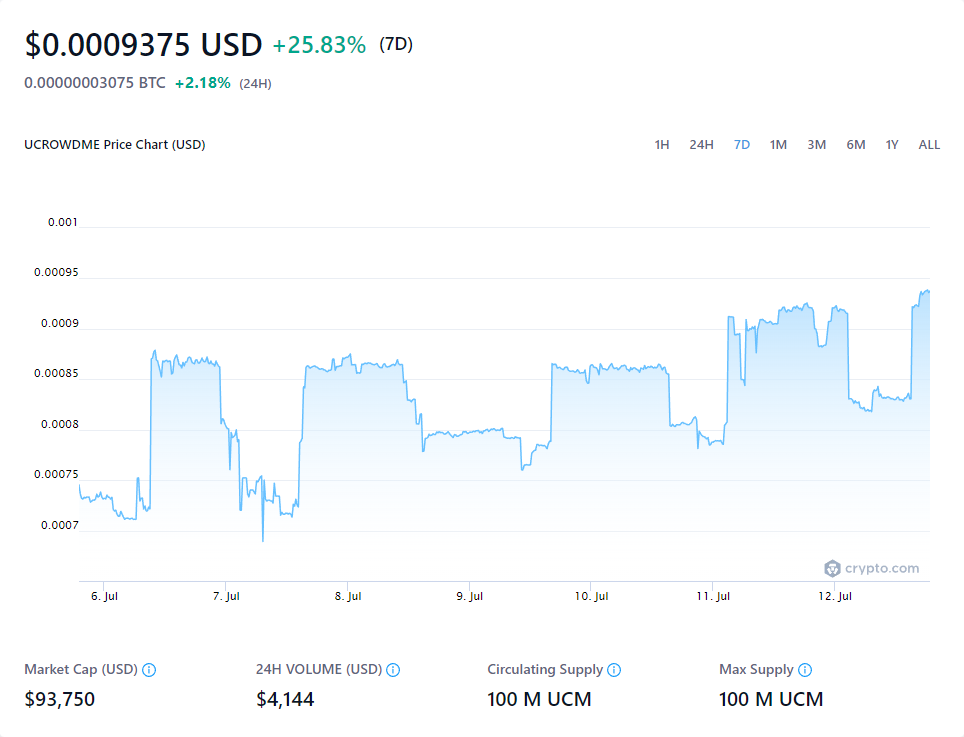 $0.0009375 USD +25.83% (7D)
0.00000003075 BTC +2.18% (24H)
UCROWDME Price Chart (USD) 1H 24H 7D 1M 3M 6M 1Y ALL
0.001
0.00095
0.0009
0.00085
0.0008
0.00075
0.0007
crypto.com
6. Jul 7. Jul 8. Jul 9. Jul 10. Jul 11. Jul 12. Jul
Market Cap (USD) 24H VOLUME (USD) Circulating Supply Max Supply
$93,750 $4,144 100 M UCM 100 M UCM